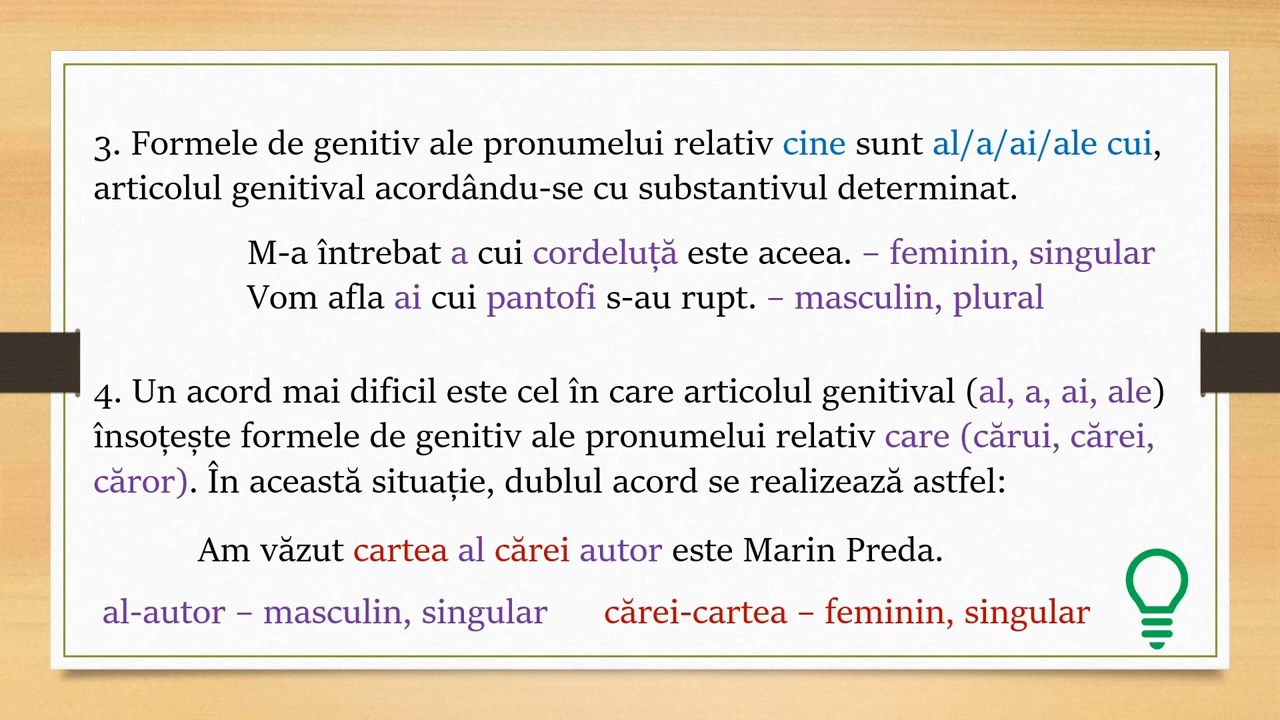 3. Formele de genitiv ale pronumelui relativ cine sunt al/a/ai/ale cui,
articolul genitival acordându-se cu substantivul determinat.
M-a întrebat a cui cordeluță este aceea. – feminin, singular
Vom afla ai cui pantofi s-au rupt. – masculin, plural
4. Un acord mai dificil este cel în care articolul genitival (al, a, ai, ale)
însoțește formele de genitiv ale pronumelui relativ care (cărui, cărei,
căror). În această situație, dublul acord se realizează astfel:
Am văzut cartea al cărei autor este Marin Preda.
al-autor – masculin, singular cărei-cartea – feminin, singular